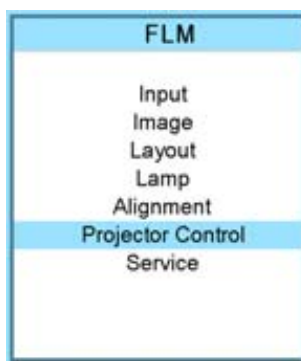 FLM
Input
Image
Layout
Lamp
Alignment
Projector Control
Service